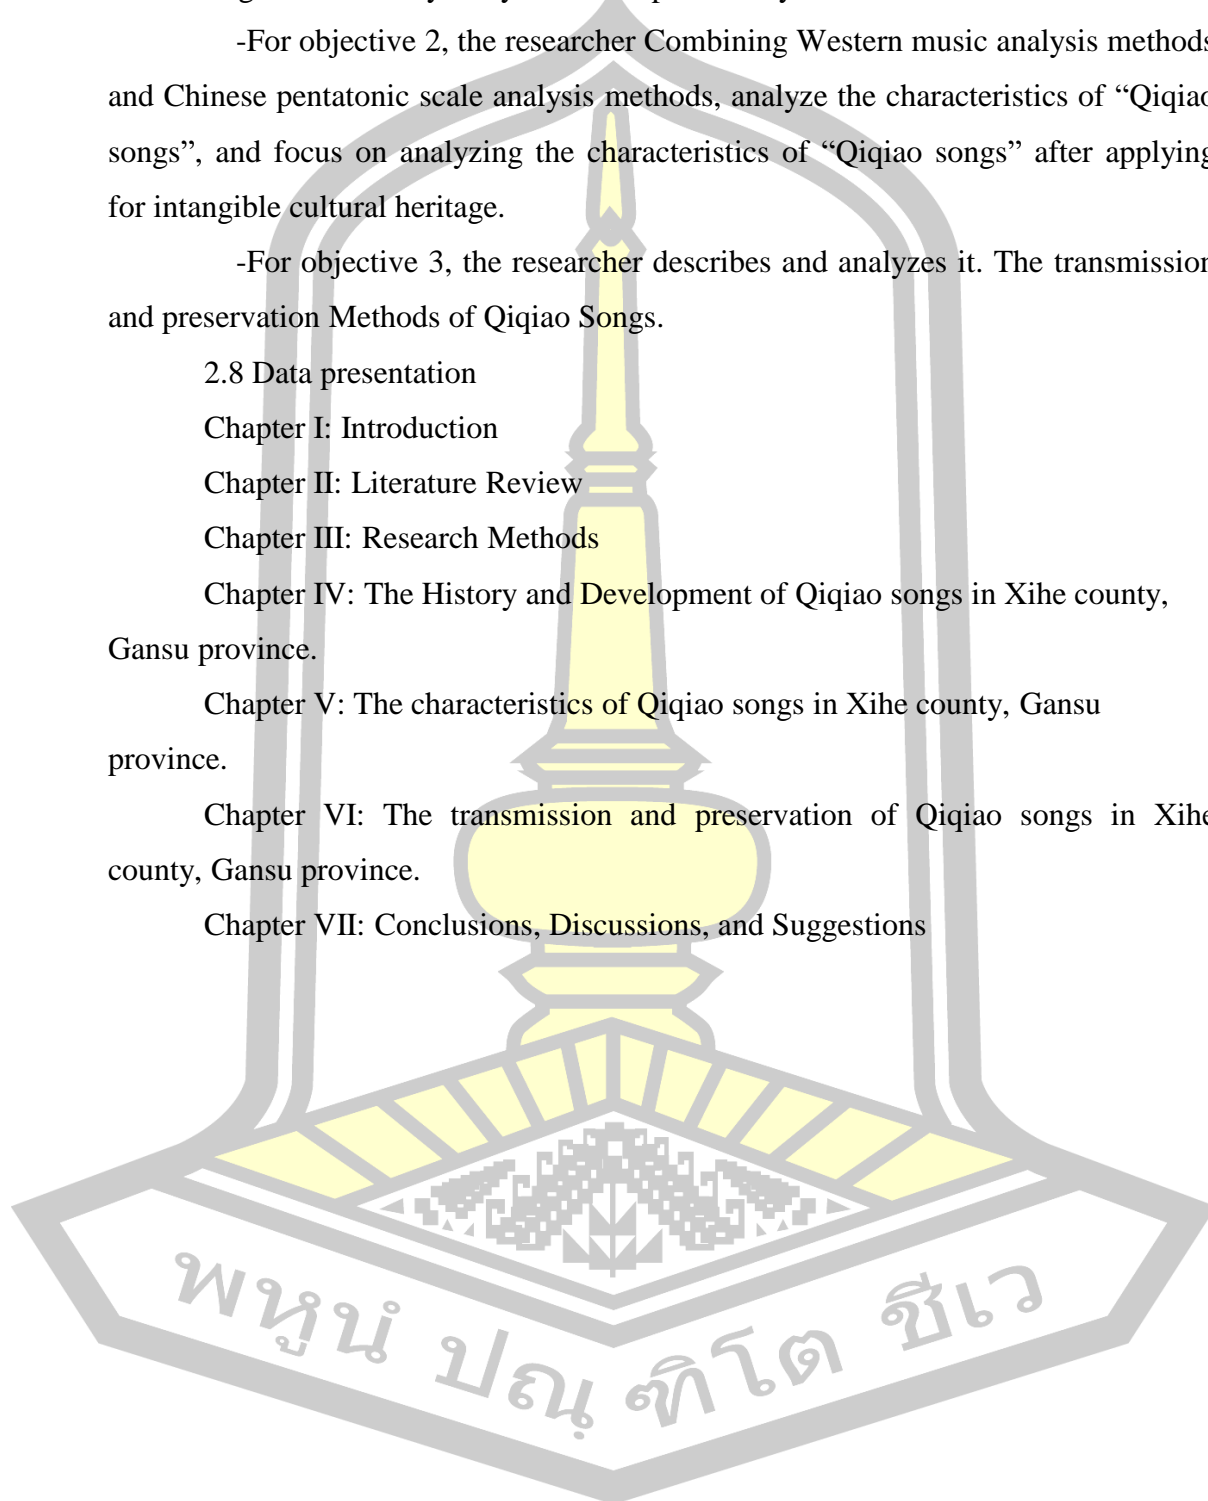 -For objective 2, the researcher Combining Western music analysis methods
and Chinese pentatonic scale analysis methods, analyze the characteristics of “Qiqiao
songs”, and focus on analyzing the characteristics of “Qiqiao songs” after applying
for intangible cultural heritage.
-For objective 3, the researcher describes and analyzes it. The transmission
and preservation Methods of Qiqiao Songs.
2.8 Data presentation
Chapter I: Introduction
Chapter II: Literature Review
Chapter III: Research Methods
Chapter IV: The History and Development of Qiqiao songs in Xihe county,
Gansu province.
Chapter V: The characteristics of Qiqiao songs in Xihe county, Gansu
province.
Chapter VI: The transmission and preservation of Qiqiao songs in Xihe
county, Gansu province.
Chapter VII: Conclusions, Discussions, and Suggestions
พหูนํ ปณฺฑิโต ชีเว